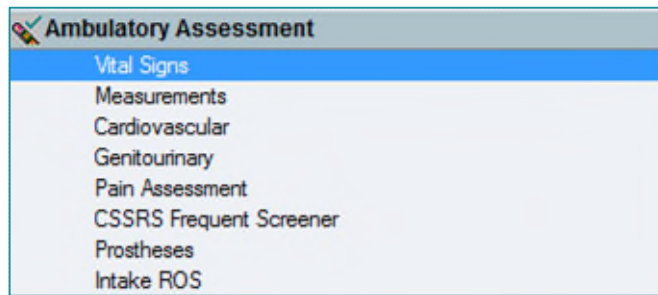 Ambulatory Assessment
Vital Signs
Measurements
Cardiovascular
Genitourinary
Pain Assessment
CSSRS Frequent Screener
Prostheses
Intake ROS